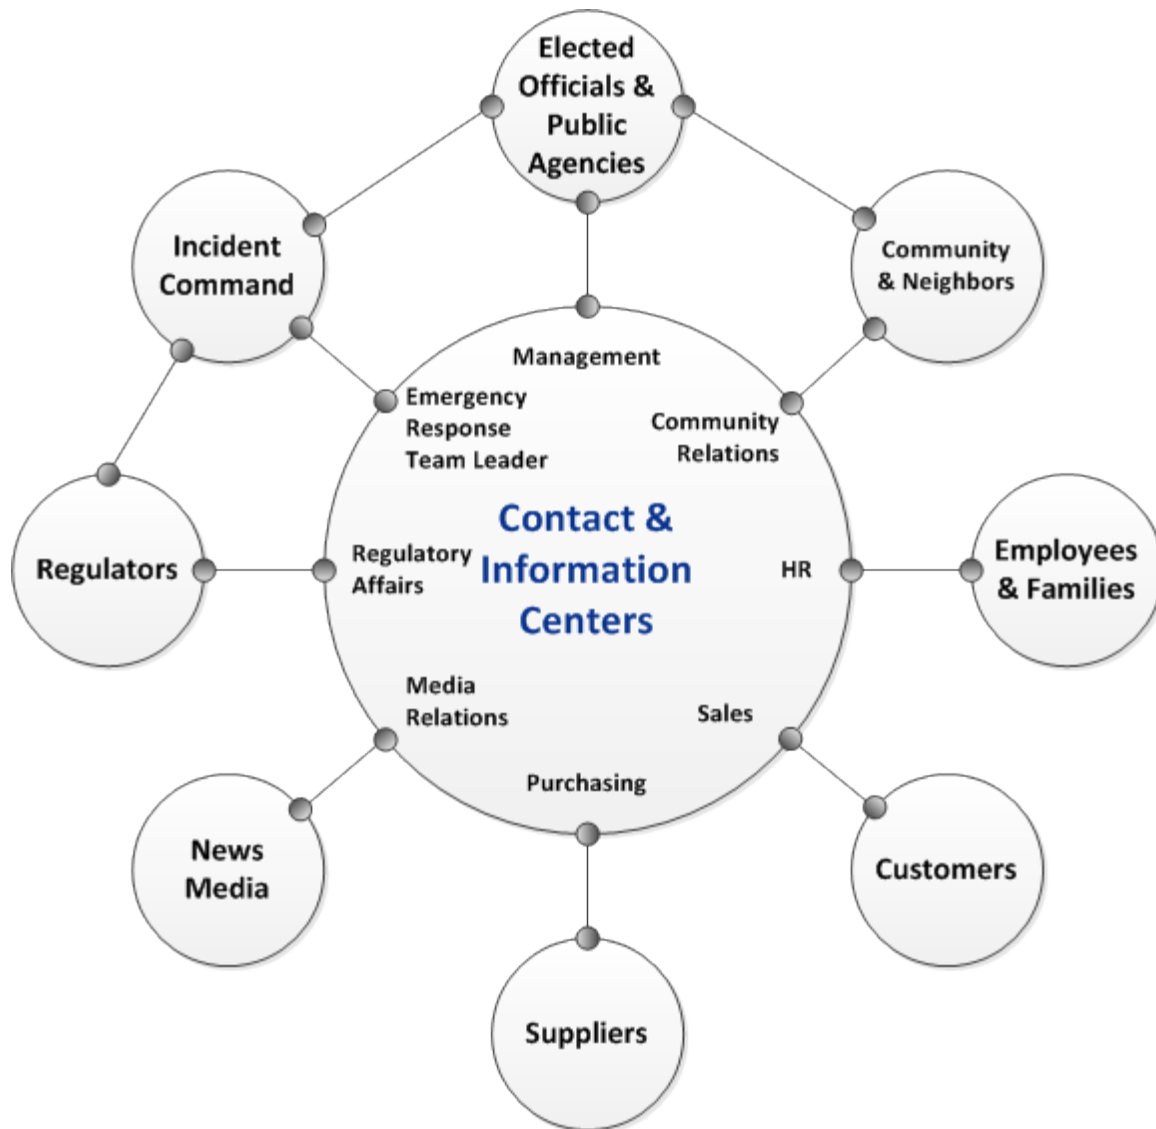 Elected
Officials &
Public
Agencies
Incident
Command
Community
& Neighbors
Management
Emergency
Response
Team Leader
Community
Relations
Contact &
Information
Centers
Regulators
Regulatory
Affairs
HR
Employees
& Families
Media
Relations
Sales
Purchasing
News
Media
Customers
Suppliers